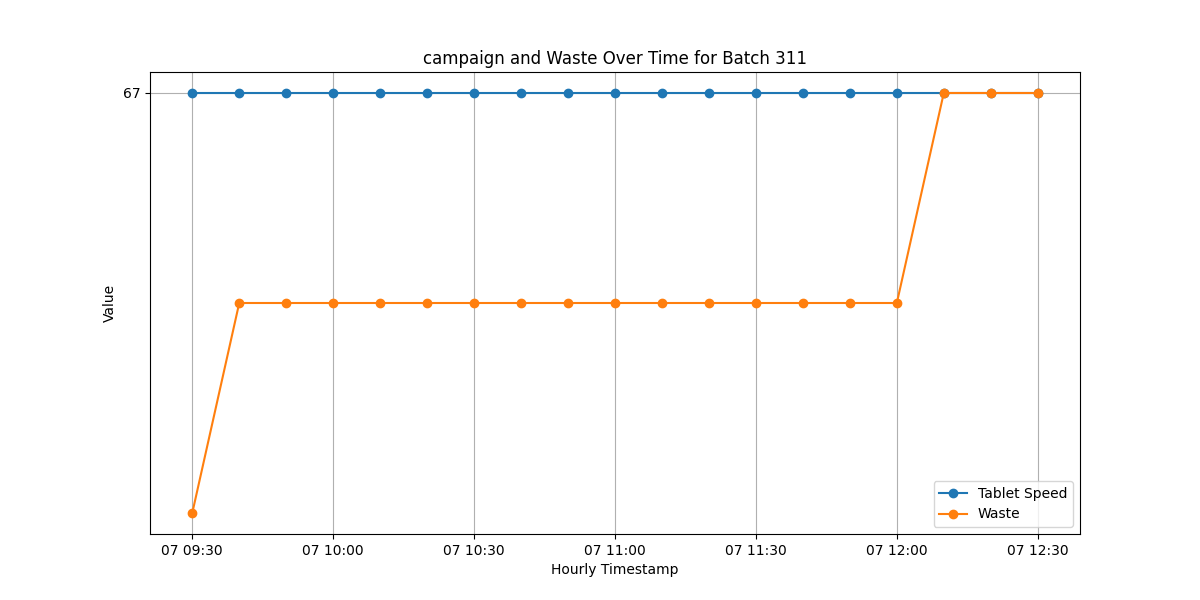 campaign and Waste Over Time for Batch 311
67
Value
Tablet Speed
Waste
07 09:30
07 10:00
07 10:30
07 11:00
07 11:30
07 12:00
07 12:30
Hourly Timestamp